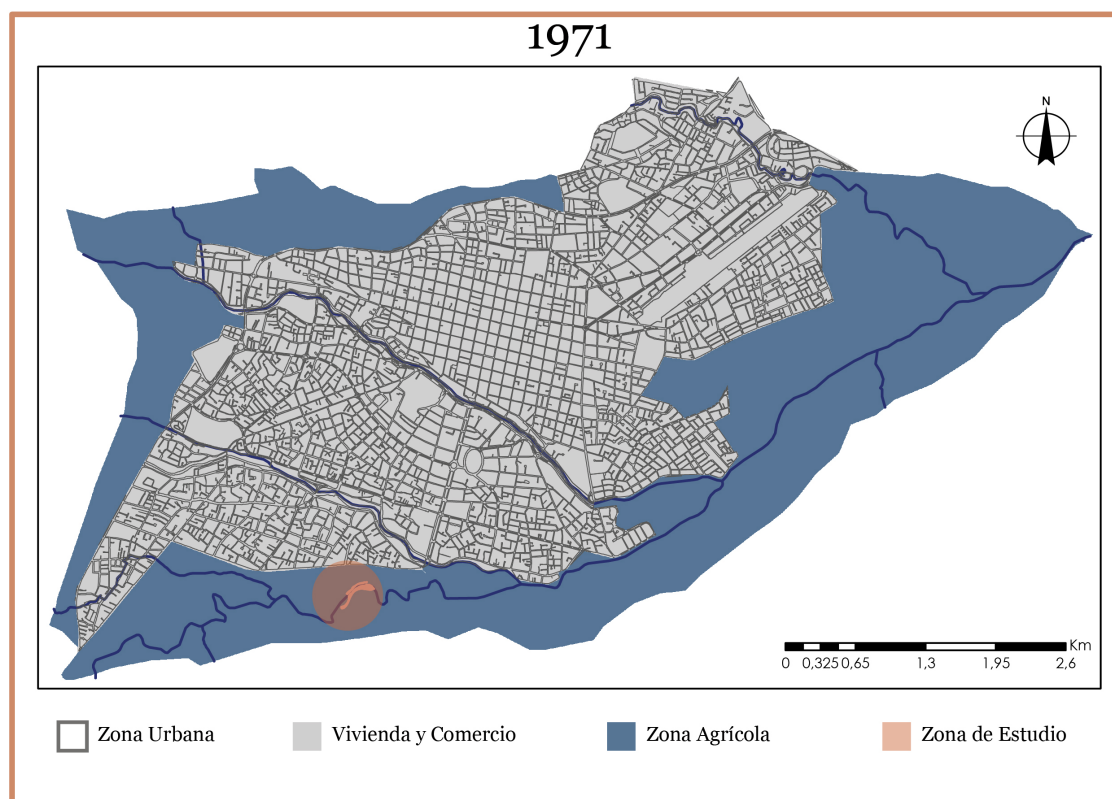 1971
N
Km
0 0,325 0,65 1,3 1,95 2,6
Zona Urbana Vivienda y Comercio Zona Agrícola Zona de Estudio